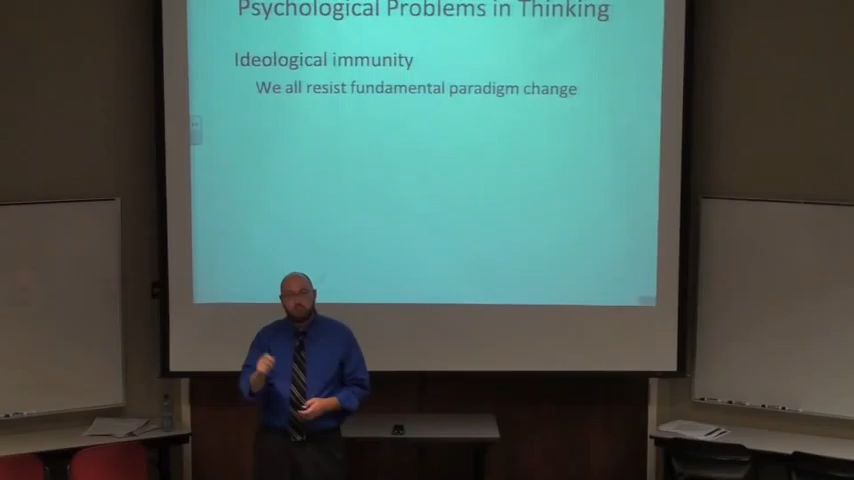 Psychological Problems in Thinking
Ideological immunity
We all resist fundamental paradigm change